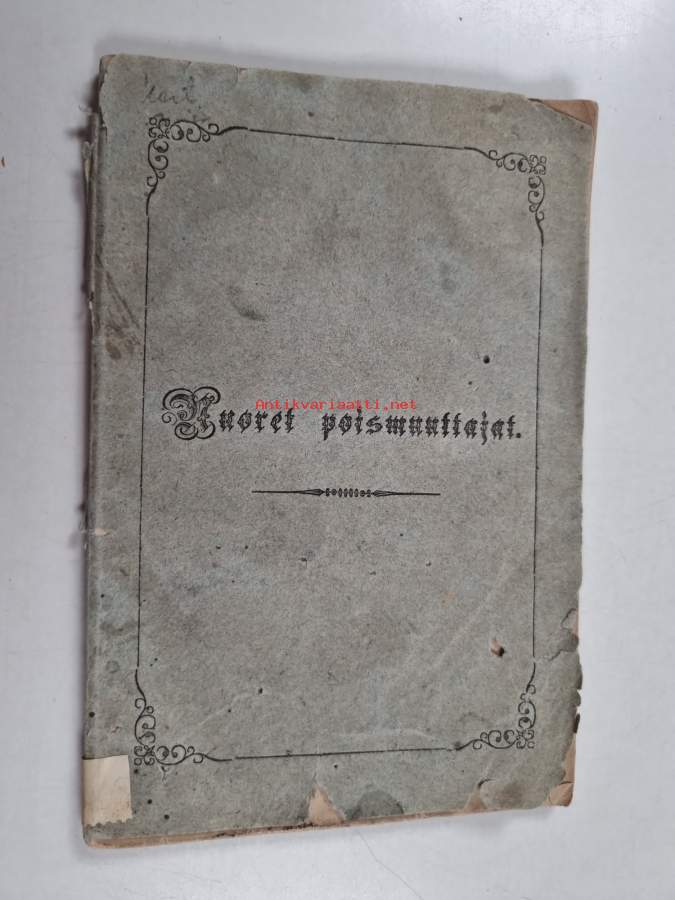 Antikvariaatti.net
Nuoret poismuuttajat.